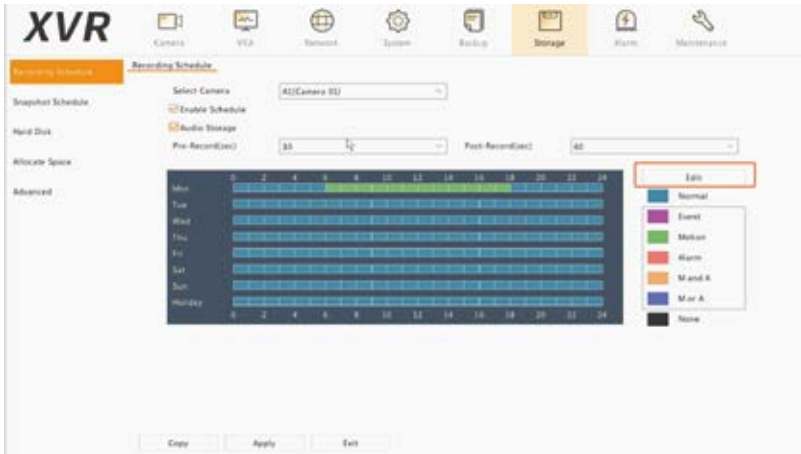 XVR
Camera VCA Network System Backup Storage Alarm Maintenance
Recording Schedule
Recording Schedule
Snapshot Schedule
Hard Disk
Allocate Space
Advanced
Select Camera A1(Camera 01)
Enable Schedule
Audio Storage
Pre-Record(sec) Post-Record(sec) 60
0 2 4 6 8 10 12 14 16 18 20 22 24
Mon
Tue
Wed
Thu
Fri
Sat
Sun
Holiday
0 2 4 6 8 10 12 14 16 18 20 22 24
Edit
Normal
Event
Motion
Alarm
M and A
M or A
None
Copy Apply Exit